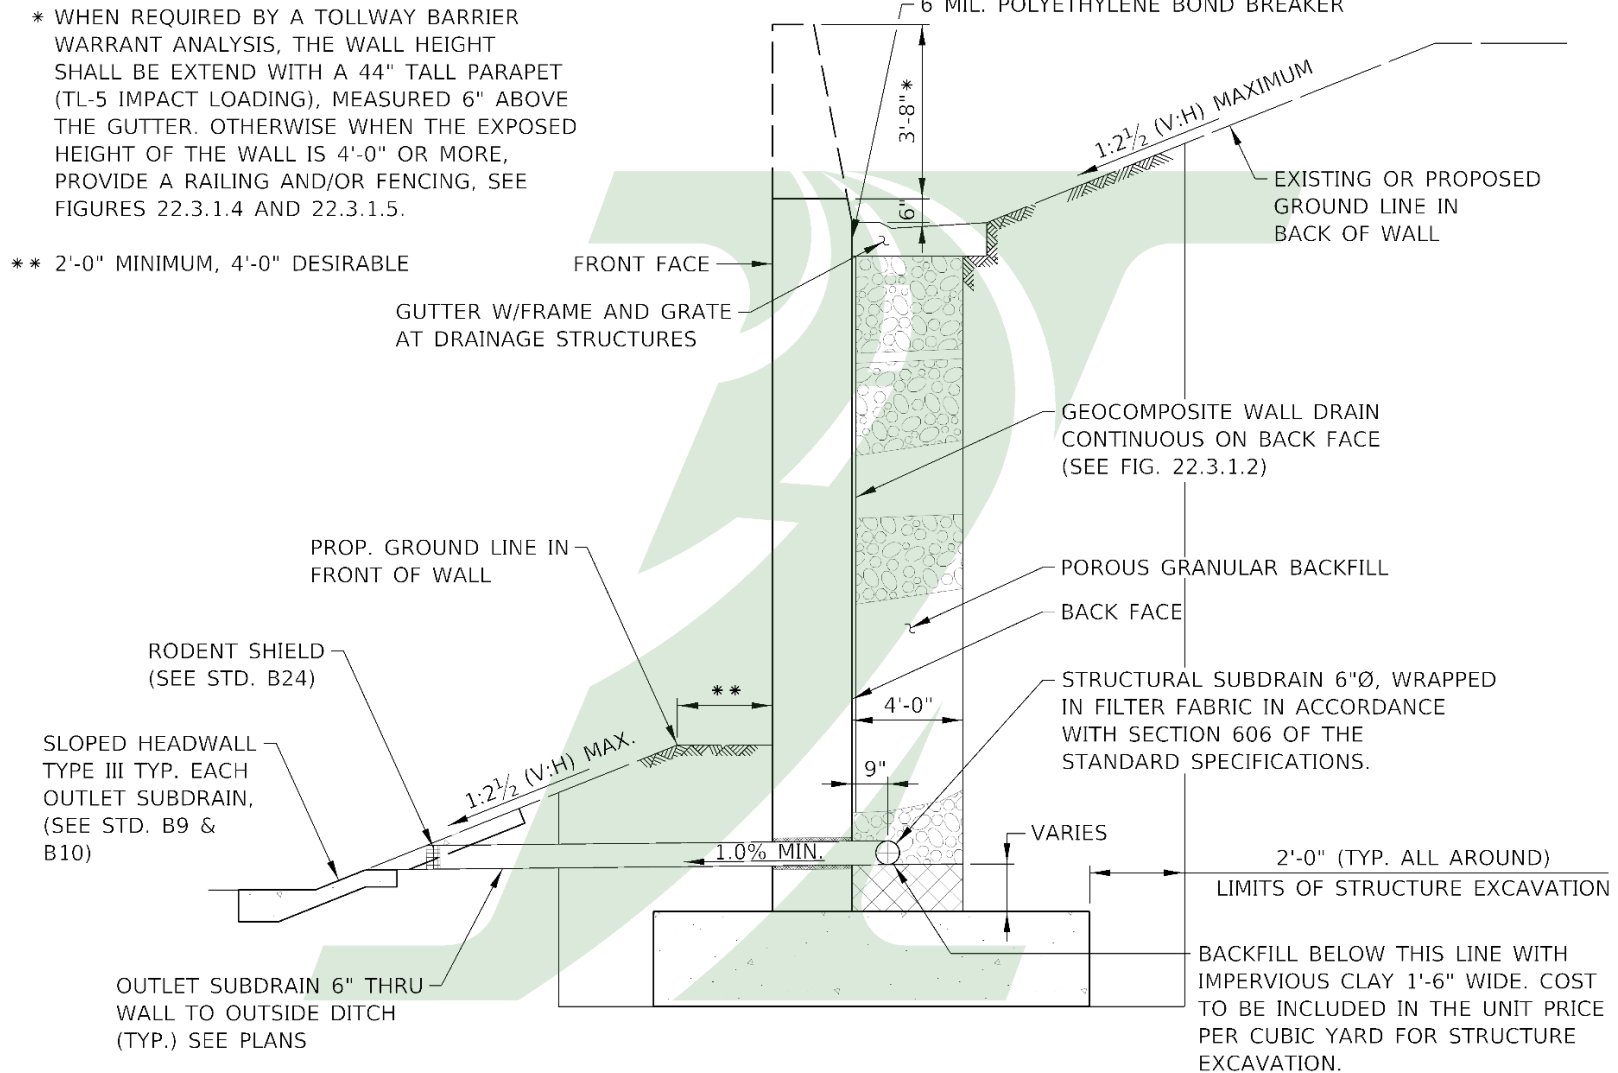 * WHEN REQUIRED BY A TOLLWAY BARRIER
WARRANT ANALYSIS, THE WALL HEIGHT
SHALL BE EXTEND WITH A 44" TALL PARAPET
(TL-5 IMPACT LOADING), MEASURED 6" ABOVE
THE GUTTER. OTHERWISE WHEN THE EXPOSED
HEIGHT OF THE WALL IS 4'-0" OR MORE,
PROVIDE A RAILING AND/OR FENCING, SEE
FIGURES 22.3.1.4 AND 22.3.1.5.
** 2'-0" MINIMUM, 4'-0" DESIRABLE
6 MIL. POLYETHYLENE BOND BREAKER
3'-8"*
6"
1:2½ (V:H) MAXIMUM
EXISTING OR PROPOSED
GROUND LINE IN
BACK OF WALL
FRONT FACE
GUTTER W/FRAME AND GRATE
AT DRAINAGE STRUCTURES
GEOCOMPOSITE WALL DRAIN
CONTINUOUS ON BACK FACE
(SEE FIG. 22.3.1.2)
PROP. GROUND LINE IN
FRONT OF WALL
POROUS GRANULAR BACKFILL
BACK FACE
RODENT SHIELD
(SEE STD. B24)
**
4'-0"
STRUCTURAL SUBDRAIN 6"Ø, WRAPPED
IN FILTER FABRIC IN ACCORDANCE
WITH SECTION 606 OF THE
STANDARD SPECIFICATIONS.
SLOPED HEADWALL
TYPE III TYP. EACH
OUTLET SUBDRAIN,
(SEE STD. B9 &
B10)
1:2½ (V:H) MAX.
9"
1.0% MIN.
VARIES
2'-0" (TYP. ALL AROUND)
LIMITS OF STRUCTURE EXCAVATION
OUTLET SUBDRAIN 6" THRU
WALL TO OUTSIDE DITCH
(TYP.) SEE PLANS
BACKFILL BELOW THIS LINE WITH
IMPERVIOUS CLAY 1'-6" WIDE. COST
TO BE INCLUDED IN THE UNIT PRICE
PER CUBIC YARD FOR STRUCTURE
EXCAVATION.